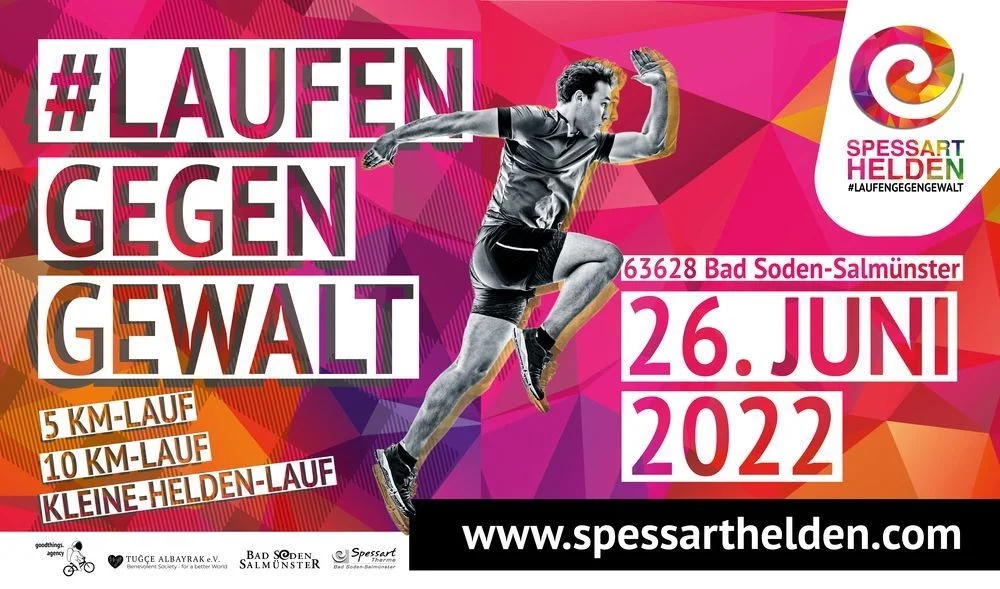 #LAUFEN
GEGEN
GEWALT
5 KM-LAUF
10 KM-LAUF
KLEINE-HELDEN-LAUF
SPESSART
HELDEN
#LAUFENGEGENGEWALT
63628 Bad Soden-Salmünster
26. JUNI
2022
www.spessarthelden.com
goodthings.
agency
TUĞÇE ALBAYRAK e.V.
Benevolent Society - for a better World
BAD SODEN
SALMÜNSTER
Spessart
Therme
Bad Soden-Salmünster